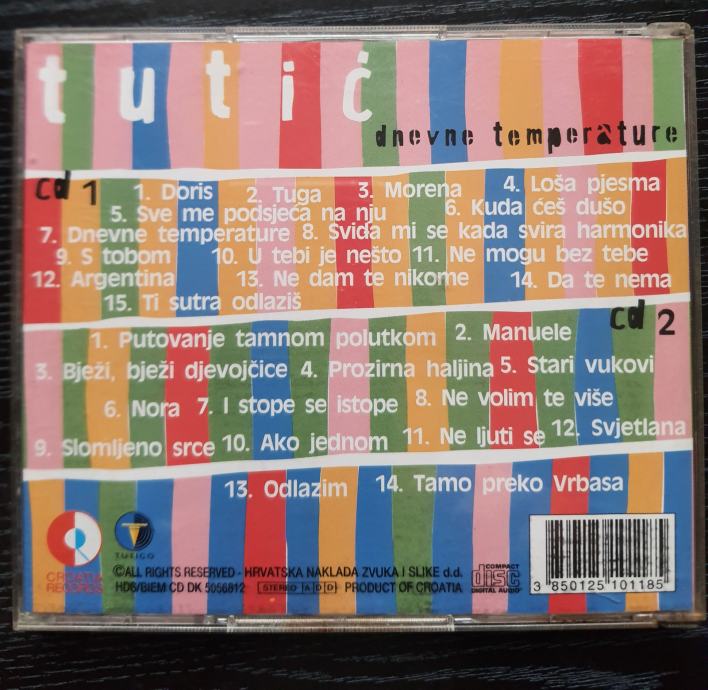 tutić
dnevne temperature
cd 1
1. Doris 2. Tuga 3. Morena 4. Loša pjesma
5. Sve me podsjeća na nju 6. Kuda ćeš dušo
7. Dnevne temperature 8. Sviđa mi se kada svira harmonika
9. S tobom 10. U tebi je nešto 11. Ne mogu bez tebe
12. Argentina 13. Ne dam te nikome 14. Da te nema
15. Ti sutra odlaziš
cd 2
1. Putovanje tamnom polutkom 2. Manuele
3. Bježi, bježi djevojčice 4. Prozirna haljina 5. Stari vukovi
6. Nora 7. I stope se istope 8. Ne volim te više
9. Slomljeno srce 10. Ako jednom 11. Ne ljuti se 12. Svjetlana
13. Odlazim 14. Tamo preko Vrbasa
CROATIA
RECORDS
TUTICO
©ALL RIGHTS RESERVED - HRVATSKA NAKLADA ZVUKA I SLIKE d.d.
HDS/BIEM CD DK 5056812 STEREO A D D PRODUCT OF CROATIA
COMPACT
disc
DIGITAL AUDIO
3 850125 101185